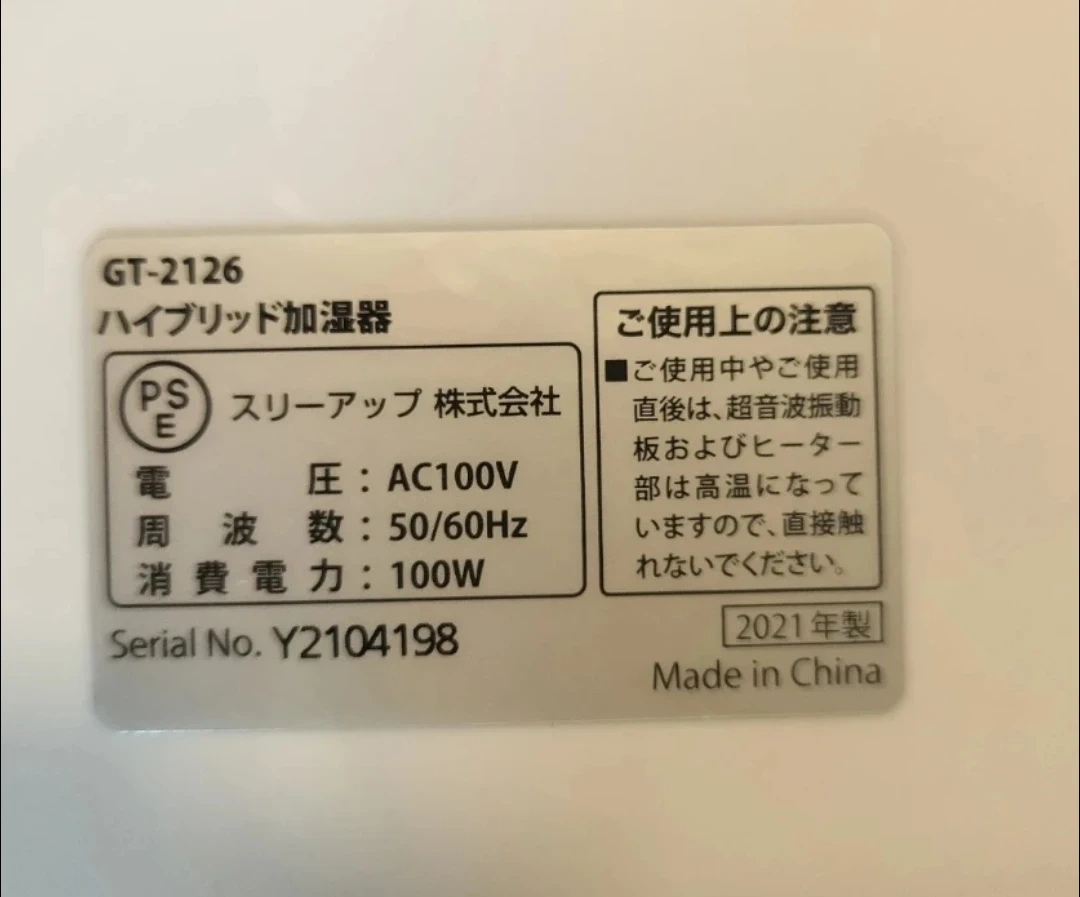 GT-2126
ハイブリッド加湿器
PSE
スリーアップ 株式会社
電圧：AC100V
周波数：50/60Hz
消費電力：100W
Serial No. Y2104198
ご使用上の注意
■ご使用中やご使用
直後は、超音波振動
板およびヒーター
部は高温になって
いますので、直接触
れないでください。
2021年製
Made in China